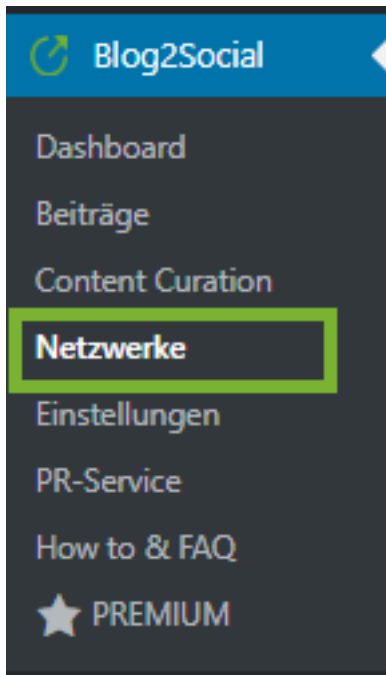 Blog2Social
Dashboard
Beiträge
Content Curation
Netzwerke
Einstellungen
PR-Service
How to & FAQ
PREMIUM